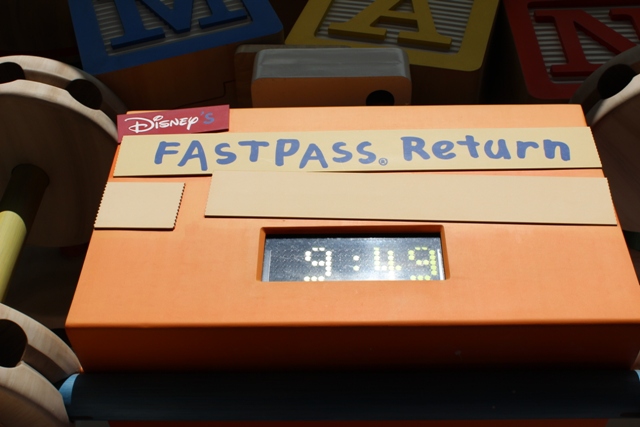 M A N
DISNEY'S
FASTPASS® Return
9:49